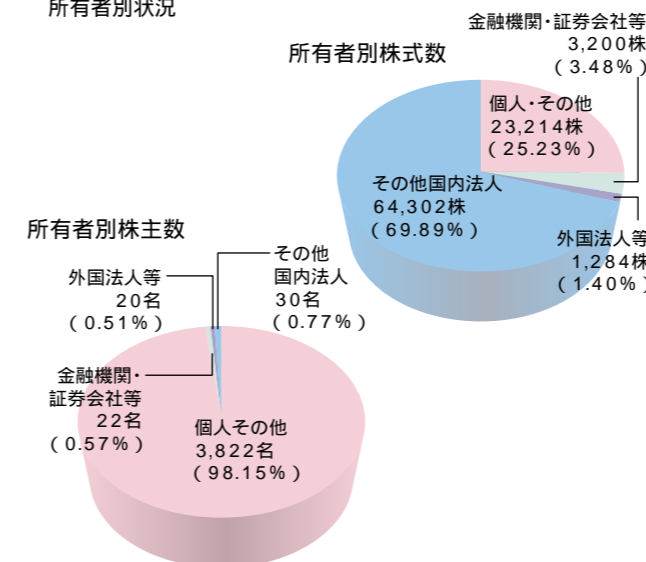 所有者別状況
所有者別株式数
金融機関・証券会社等
3,200株
(3.48%)
個人・その他
23,214株
(25.23%)
その他国内法人
64,302株
(69.89%)
外国法人等
1,284株
(1.40%)
所有者別株主数
外国法人等
20名
(0.51%)
その他
国内法人
30名
(0.77%)
金融機関・
証券会社等
22名
(0.57%)
個人その他
3,822名
(98.15%)